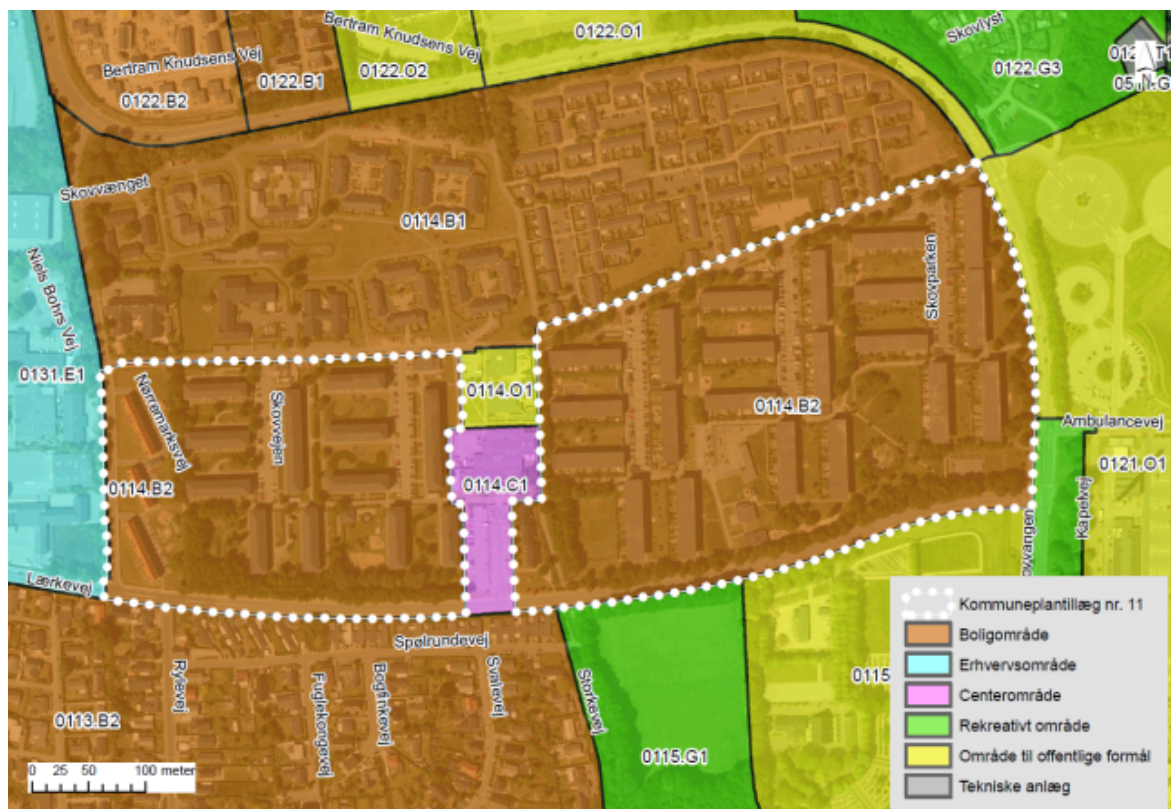 Bertram Knudsens Vej
0122.O1
Skovlyst
Bertram Knudsens Vej
0122.B1
0122.O2
0122.G3
0122.B2
Skovvænget
0114.B1
Niels Bohrs Vej
Skovparken
0131.E1
Nørremarksvej
Skovvejen
0114.O1
0114.B2
Ambulancevej
0114.B2
0114.C1
0121.O1
Kapelvej
Lærkevej
Spølrundevej
Rylevej
Fuglekongevej
Bogfinkevej
Svalevej
Storkevej
0113.B2
0115.G1
0115
0 25 50 100 meter
Kommuneplantillæg nr. 11
Boligområde
Erhvervsområde
Centerområde
Rekreativt område
Område til offentlige formål
Tekniske anlæg